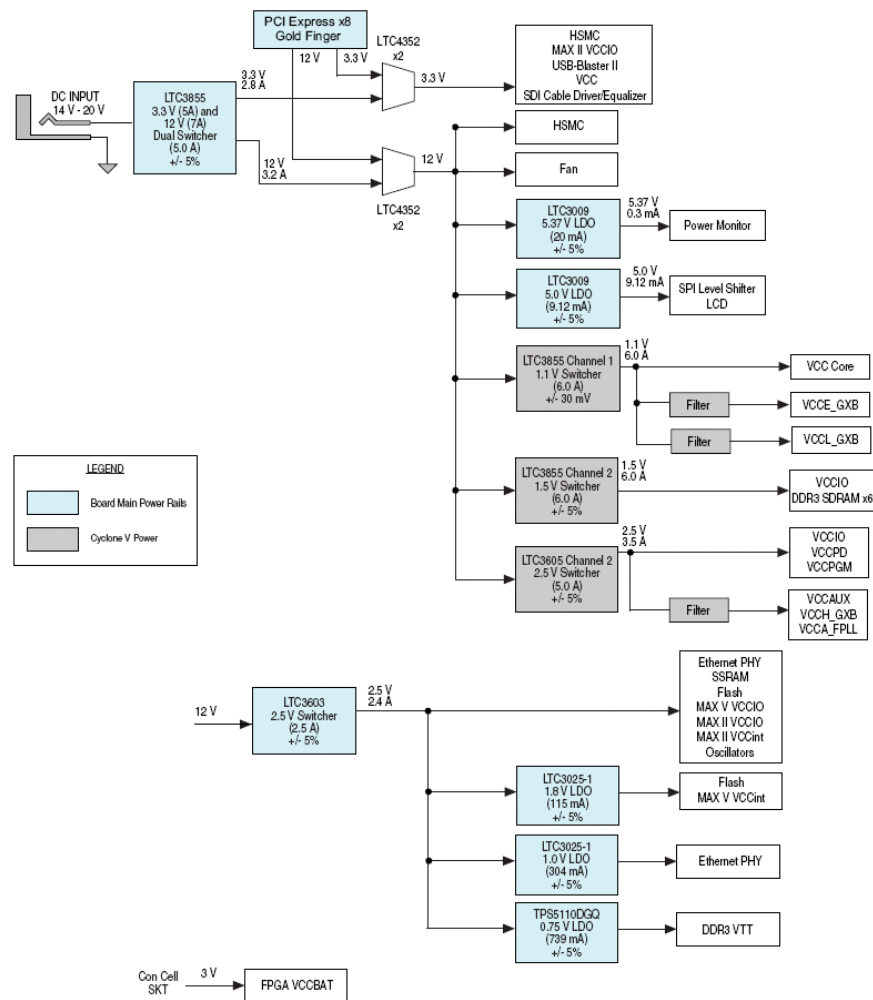 PCI Express x8
Gold Finger
LTC4352
x2
12 V
3.3 V
3.3 V
2.8 A
3.3 V
HSMC
MAX II VCCIO
USB-Blaster II
VCC
SDI Cable Driver/Equalizer
DC INPUT
14 V - 20 V
LTC3855
3.3 V (5A) and
12 V (7A)
Dual Switcher
(5.0 A)
+/- 5%
12 V
3.2 A
LTC4352
x2
12 V
HSMC
Fan
LTC3009
5.37 V LDO
(20 mA)
+/- 5%
5.37 V
0.3 mA
Power Monitor
LTC3009
5.0 V LDO
(9.12 mA)
+/- 5%
5.0 V
9.12 mA
SPI Level Shifter
LCD
LTC3855 Channel 1
1.1 V Switcher
(6.0 A)
+/- 30 mV
1.1 V
6.0 A
VCC Core
Filter
VCCE_GXB
Filter
VCCL_GXB
LEGEND
Board Main Power Rails
Cyclone V Power
LTC3855 Channel 2
1.5 V Switcher
(6.0 A)
+/- 5%
1.5 V
6.0 A
VCCIO
DDR3 SDRAM x6
LTC3605 Channel 2
2.5 V Switcher
(5.0 A)
+/- 5%
2.5 V
3.5 A
VCCIO
VCCPD
VCCPGM
Filter
VCCAUX
VCCH_GXB
VCCA_FPLL
12 V
LTC3603
2.5 V Switcher
(2.5 A)
+/- 5%
2.5 V
2.4 A
Ethernet PHY
SSRAM
Flash
MAX V VCCIO
MAX II VCCIO
MAX II VCCint
Oscillators
LTC3025-1
1.8 V LDO
(115 mA)
+/- 5%
Flash
MAX V VCCint
LTC3025-1
1.0 V LDO
(304 mA)
+/- 5%
Ethernet PHY
TPS5110DGQ
0.75 V LDO
(739 mA)
+/- 5%
DDR3 VTT
Con Cell
SKT
3 V
FPGA VCCBAT